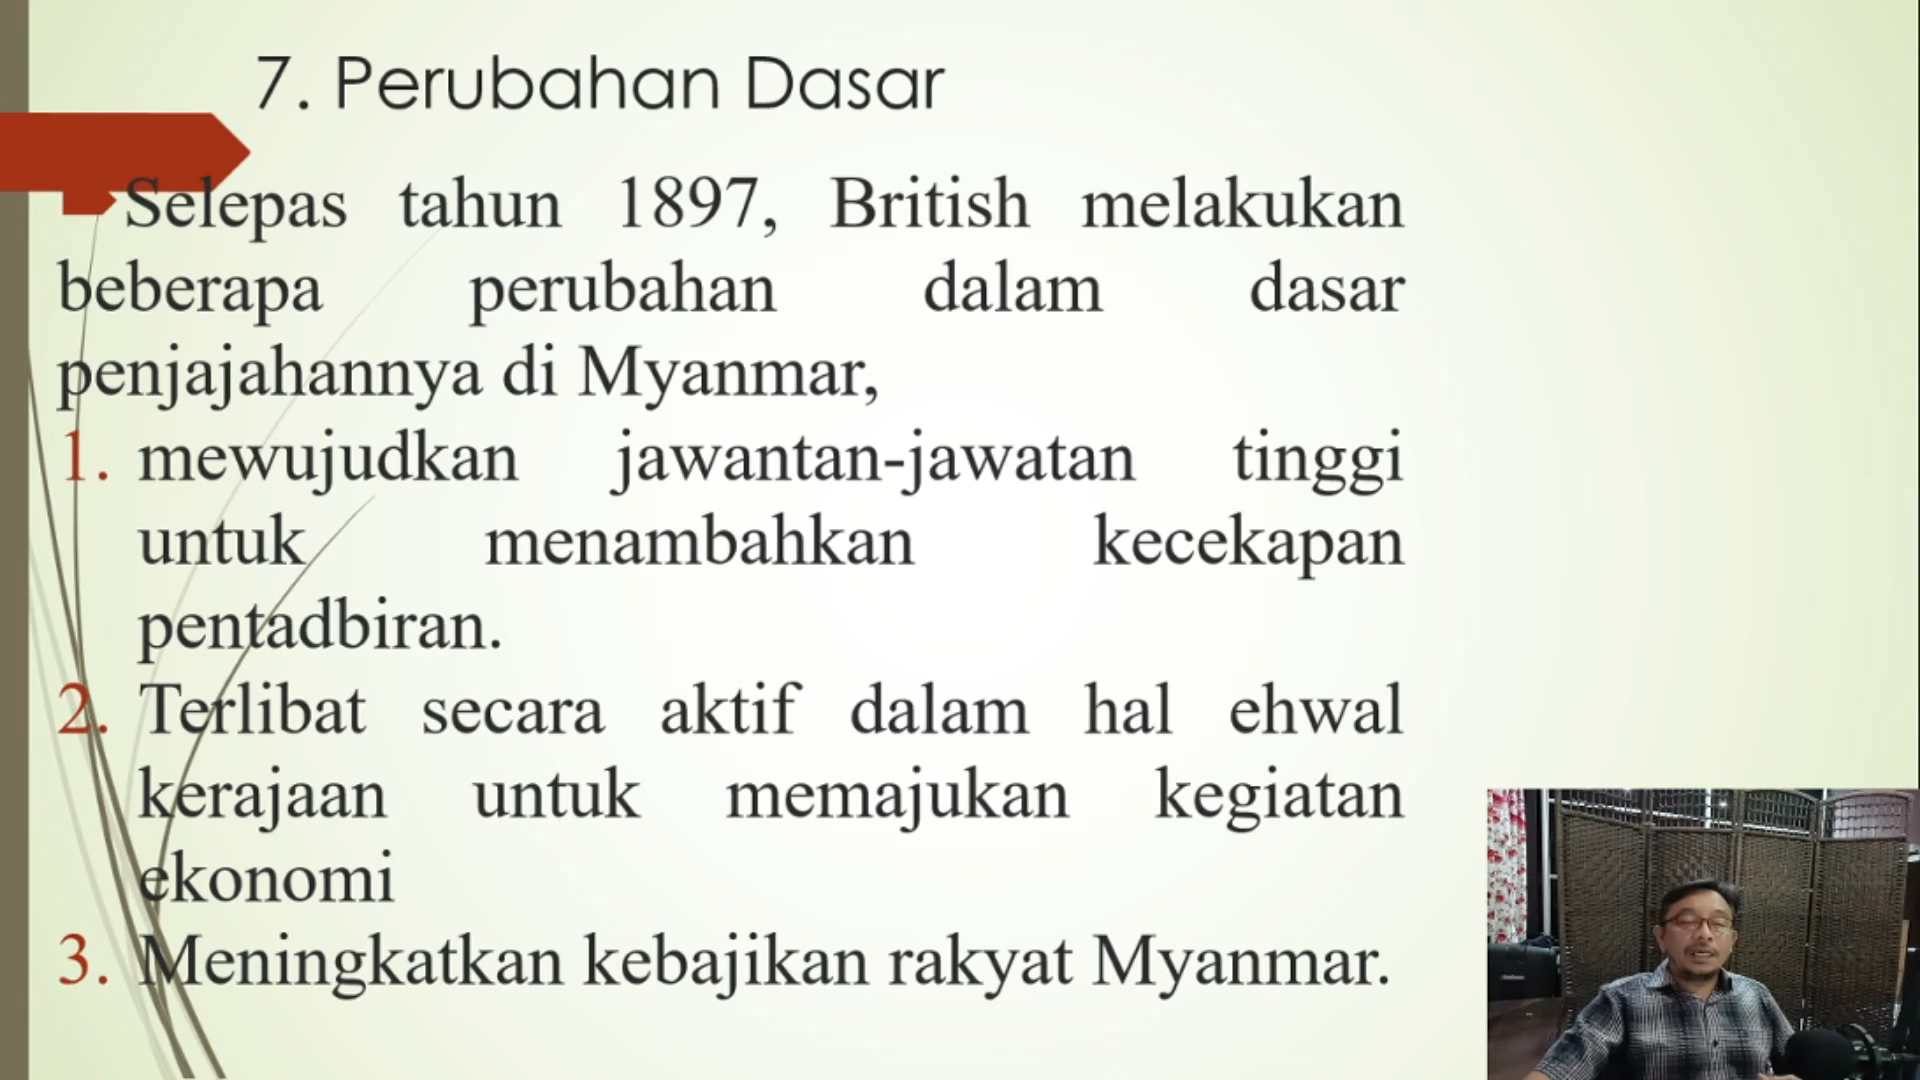 7. Perubahan Dasar
Selepas tahun 1897, British melakukan
beberapa perubahan dalam dasar
penjajahannya di Myanmar,
1. mewujudkan jawantan-jawatan tinggi
untuk menambahkan kecekapan
pentadbiran.
2. Terlibat secara aktif dalam hal ehwal
kerajaan untuk memajukan kegiatan
ekonomi
3. Meningkatkan kebajikan rakyat Myanmar.